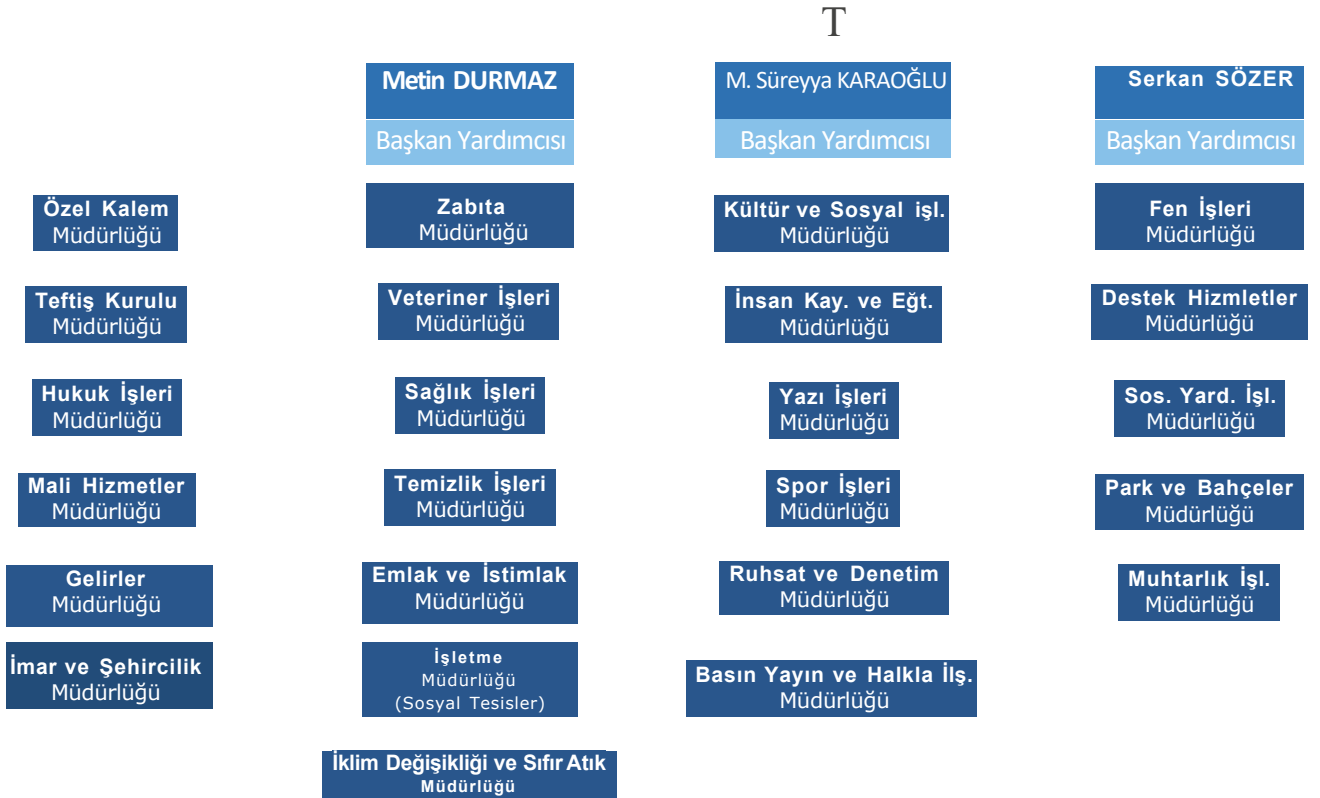 T
Metin DURMAZ
Başkan Yardımcısı
M. Süreyya KARAOĞLU
Başkan Yardımcısı
Serkan SÖZER
Başkan Yardımcısı
Özel Kalem
Müdürlüğü
Teftiş Kurulu
Müdürlüğü
Hukuk İşleri
Müdürlüğü
Mali Hizmetler
Müdürlüğü
Gelirler
Müdürlüğü
İmar ve Şehircilik
Müdürlüğü
Zabıta
Müdürlüğü
Veteriner İşleri
Müdürlüğü
Sağlık İşleri
Müdürlüğü
Temizlik İşleri
Müdürlüğü
Emlak ve İstimlak
Müdürlüğü
İşletme
Müdürlüğü
(Sosyal Tesisler)
İklim Değişikliği ve Sıfır Atık
Müdürlüğü
Kültür ve Sosyal işl.
Müdürlüğü
İnsan Kay. ve Eğt.
Müdürlüğü
Yazı İşleri
Müdürlüğü
Spor İşleri
Müdürlüğü
Ruhsat ve Denetim
Müdürlüğü
Basın Yayın ve Halkla İlş.
Müdürlüğü
Fen İşleri
Müdürlüğü
Destek Hizmletler
Müdürlüğü
Sos. Yard. İşl.
Müdürlüğü
Park ve Bahçeler
Müdürlüğü
Muhtarlık İşl.
Müdürlüğü